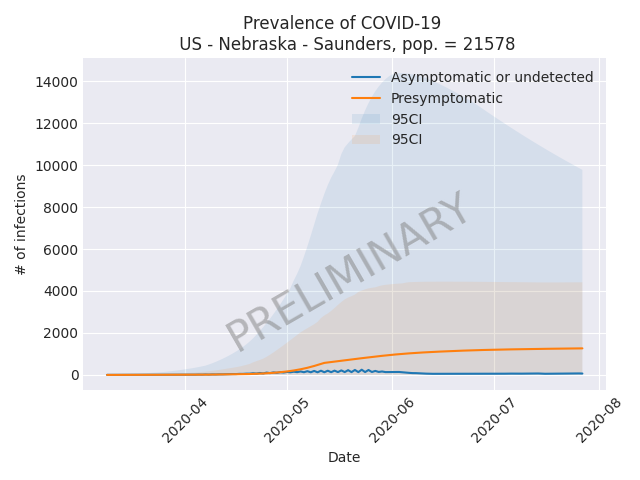 Prevalence of COVID-19
US - Nebraska - Saunders, pop. = 21578
Asymptomatic or undetected
Presymptomatic
95CI
95CI
PRELIMINARY
# of infections
14000
12000
10000
8000
6000
4000
2000
0
2020-04
2020-05
2020-06
2020-07
2020-08
Date